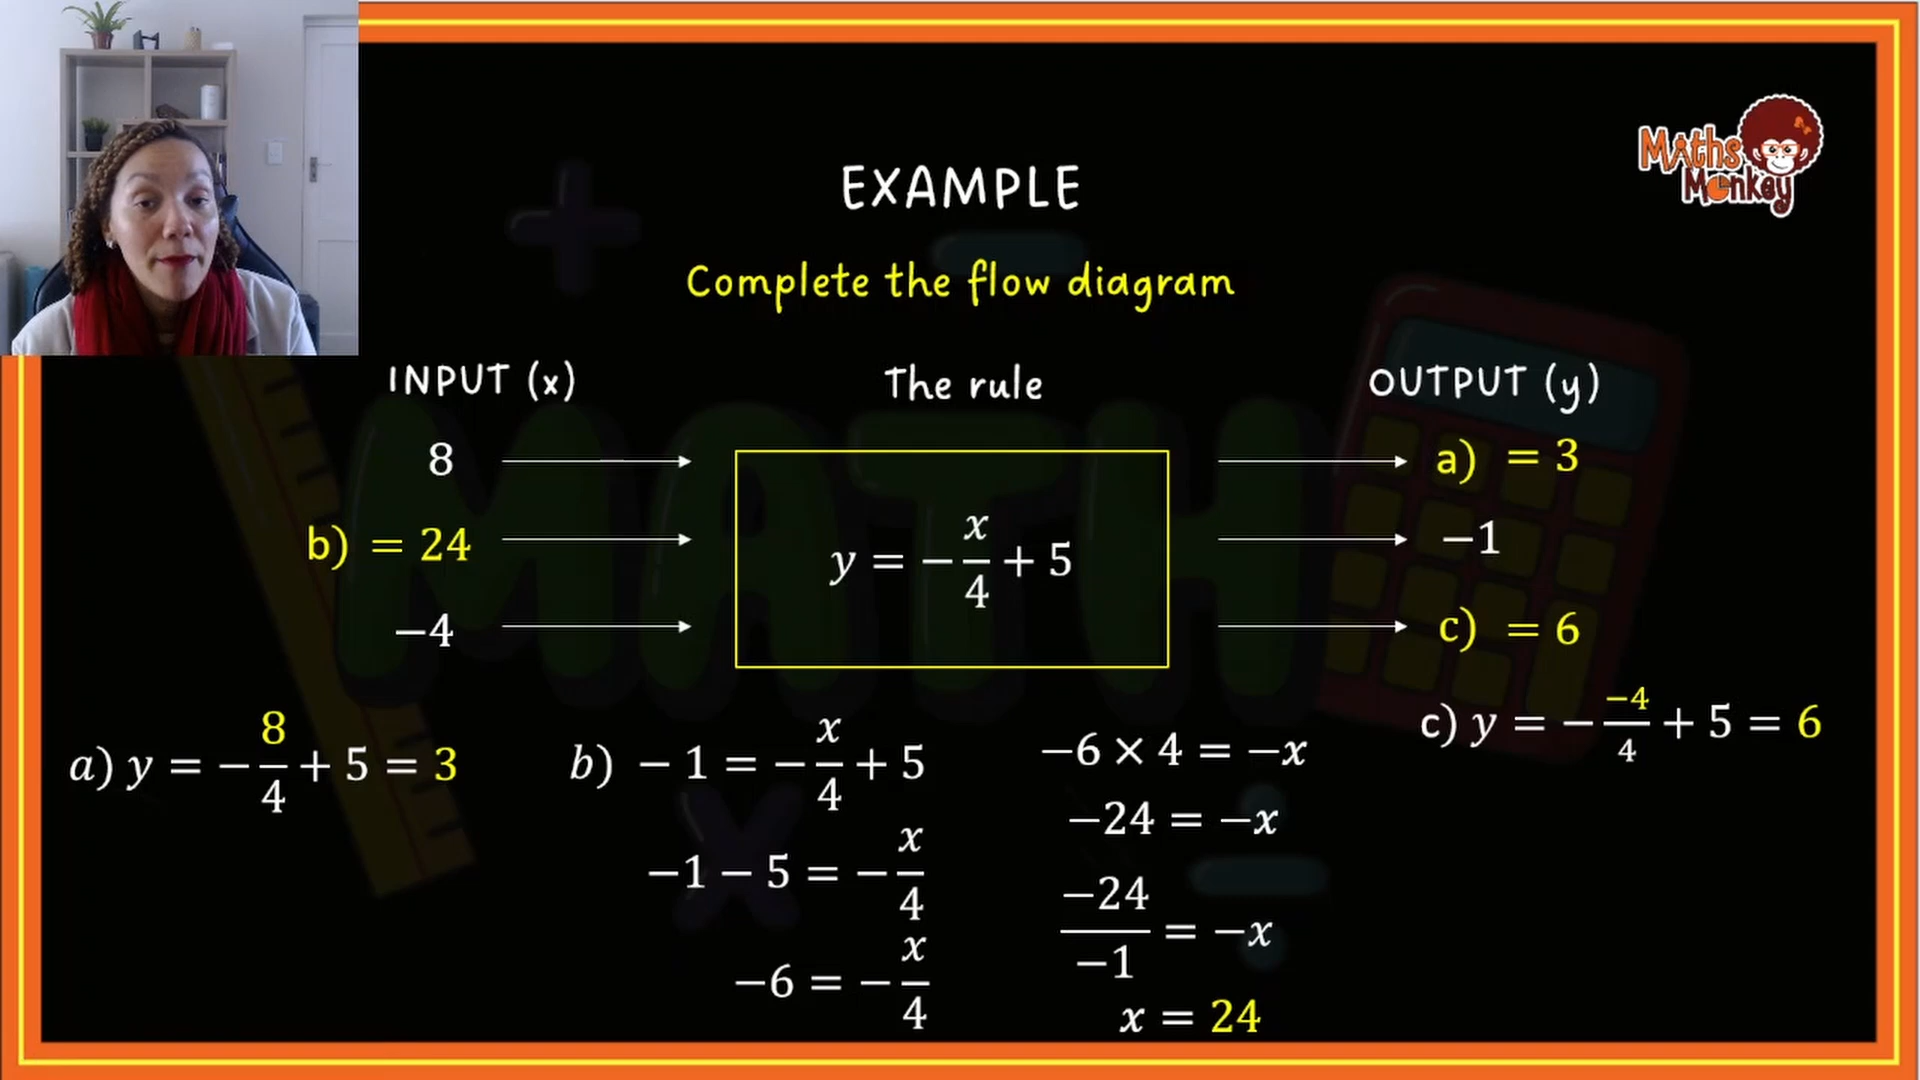 Maths
Monkey
EXAMPLE
Complete the flow diagram
INPUT (x)
The rule
OUTPUT (y)
8
a) = 3
b) = 24
y = -x/4 + 5
−1
−4
c) = 6
a) y = -8/4 + 5 = 3
b) −1 = -x/4 + 5
−1 − 5 = -x/4
−6 = -x/4
−6 × 4 = −x
−24 = −x
−24/−1 = −x
x = 24
c) y = -−4/4 + 5 = 6
MATH